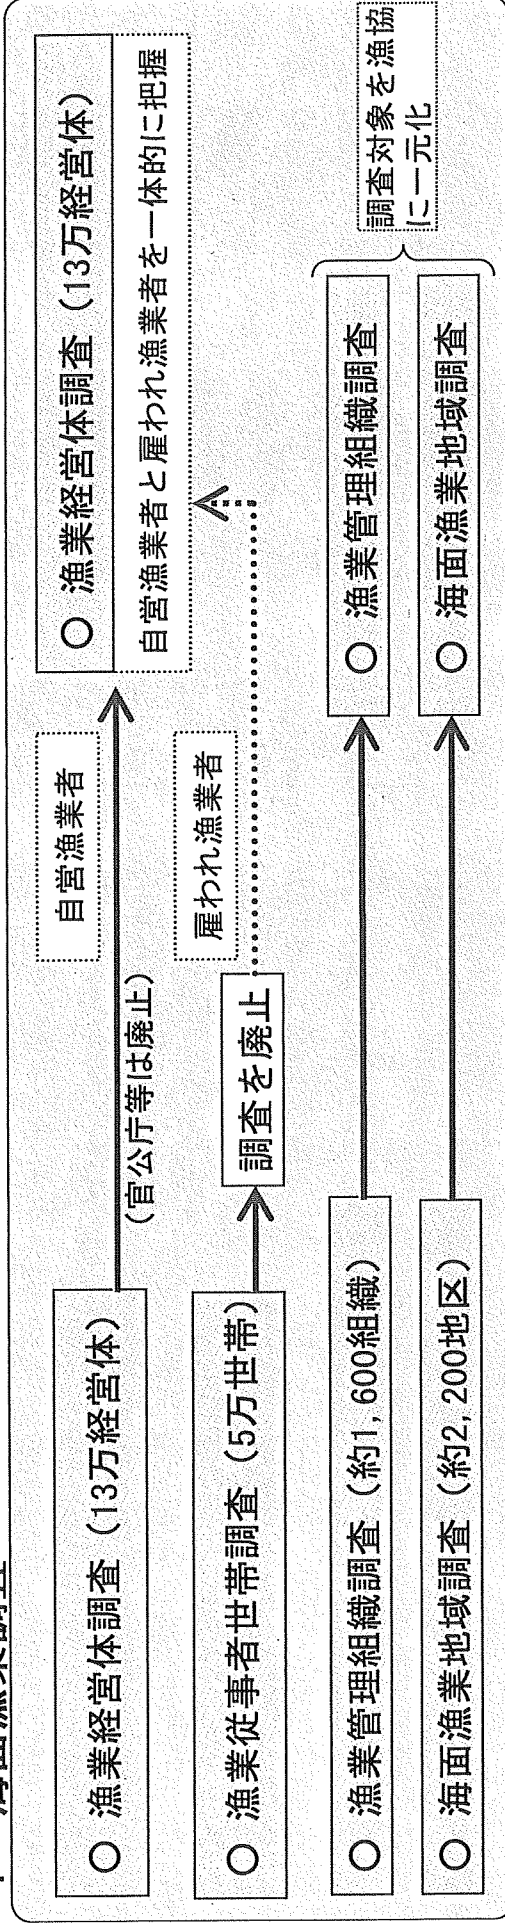 ○ 漁業経営体調査（13万経営体）
（官公庁等は廃止）
自営漁業者
○ 漁業経営体調査（13万経営体）
自営漁業者と雇われ漁業者を一体的に把握
○ 漁業従事者世帯調査（5万世帯）
調査を廃止
雇われ漁業者
○ 漁業管理組織調査（約1,600組織）
○ 漁業管理組織調査
○ 海面漁業地域調査（約2,200地区）
○ 海面漁業地域調査
調査対象を漁協
に一元化